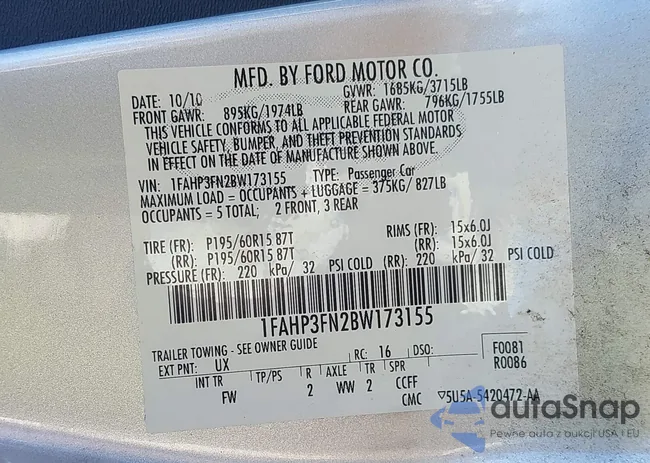 MFD. BY FORD MOTOR CO.
DATE: 10/10 GVWR: 1685KG/3715LB
FRONT GAWR: 895KG/1974LB REAR GAWR: 796KG/1755LB
THIS VEHICLE CONFORMS TO ALL APPLICABLE FEDERAL MOTOR
VEHICLE SAFETY, BUMPER, AND THEFT PREVENTION STANDARDS
IN EFFECT ON THE DATE OF MANUFACTURE SHOWN ABOVE.
VIN: 1FAHP3FN2BW173155 TYPE: Passenger Car
MAXIMUM LOAD = OCCUPANTS + LUGGAGE = 375KG/ 827LB
OCCUPANTS = 5 TOTAL; 2 FRONT, 3 REAR
TIRE (FR): P195/60R15 87T RIMS (FR): 15x6.0J
(RR): P195/60R15 87T (RR): 15x6.0J
PRESSURE (FR): 220 kPa/ 32 PSI COLD (RR): 220 kPa/ 32 PSI COLD
1FAHP3FN2BW173155
TRAILER TOWING - SEE OWNER GUIDE
EXT PNT: UX RC: 16 DSO: F0081
INT TR TP/PS R AXLE TR SPR R0086
FW 2 WW 2 CCFF
CMC ▽5U5A-5420472-AA
autaSnap
Pewne auta z aukcji USA i EU